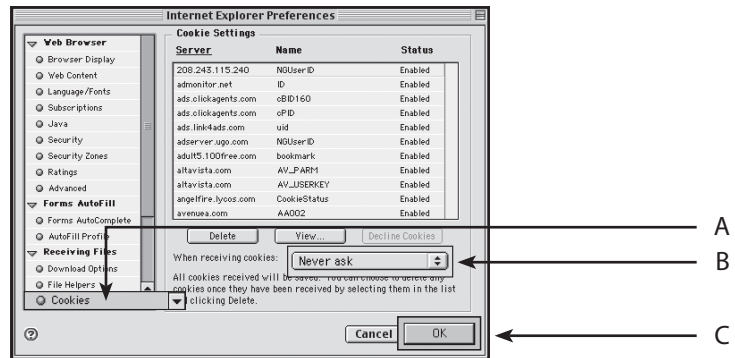 Internet Explorer Preferences
Web Browser
Browser Display
Web Content
Language/Fonts
Subscriptions
Java
Security
Security Zones
Ratings
Advanced
Forms AutoFill
Forms AutoComplete
AutoFill Profile
Receiving Files
Download Options
File Helpers
Cookies
Cookie Settings
Server Name Status
208.243.115.240 NGUserID Enabled
admonitor.net ID Enabled
ads.clickagents.com cBID160 Enabled
ads.clickagents.com cPID Enabled
ads.link4ads.com uid Enabled
adserver.ugo.com NGUserID Enabled
adult5.100free.com bookmark Enabled
altavista.com AV_PARM Enabled
altavista.com AV_USERKEY Enabled
angelfire.lycos.com CookieStatus Enabled
avenuea.com AA002 Enabled
Delete View... Decline Cookies
When receiving cookies: Never ask
All cookies received will be saved. You can choose to delete any
cookies once they have been received by selecting them in the list
and clicking Delete.
Cancel OK
A
B
C